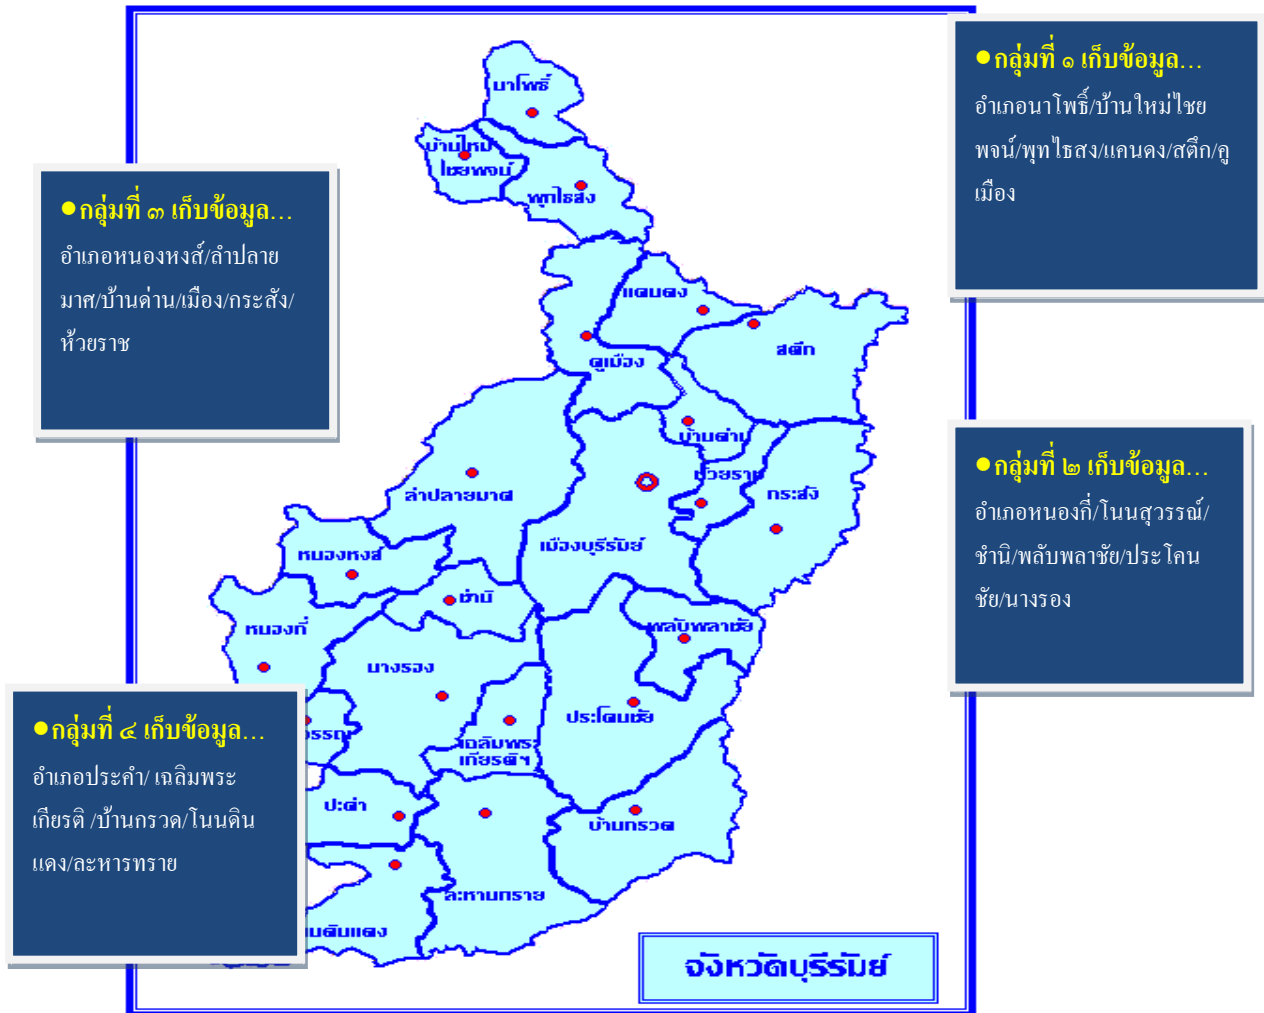 ●กลุ่มที่ ๑ เก็บข้อมูล…
อำเภอนาโพธิ์/บ้านใหม่ไชย
พจน์/พุทไธสง/แคนดง/สตึก/คู
เมือง
●กลุ่มที่ ๓ เก็บข้อมูล…
อำเภอหนองหงส์/ลำปลาย
มาศ/บ้านด่าน/เมือง/กระสัง/
ห้วยราช
●กลุ่มที่ ๒ เก็บข้อมูล…
อำเภอหนองกี่/โนนสุวรรณ์/
ชำนิ/พลับพลาชัย/ประโคน
ชัย/นางรอง
●กลุ่มที่ ๔ เก็บข้อมูล…
อำเภอประคำ/ เฉลิมพระ
เกียรติ /บ้านกรวด/โนนดิน
แดง/ละหารทราย
นาโพธิ์
บ้านใหม่
ไชยพจน์
พุทไธสง
แคนดง
สตึก
คูเมือง
บ้านด่าน
กระสัง
ลำปลายมาศ
เมืองบุรีรัมย์
หนองหงส์
ชำนิ
หนองกี่
พลับพลาชัย
นางรอง
ประโคนชัย
เฉลิมพระ
เกียรติฯ
ปะคำ
บ้านกรวด
ละหานทราย
นดินแดง
จังหวัดบุรีรัมย์